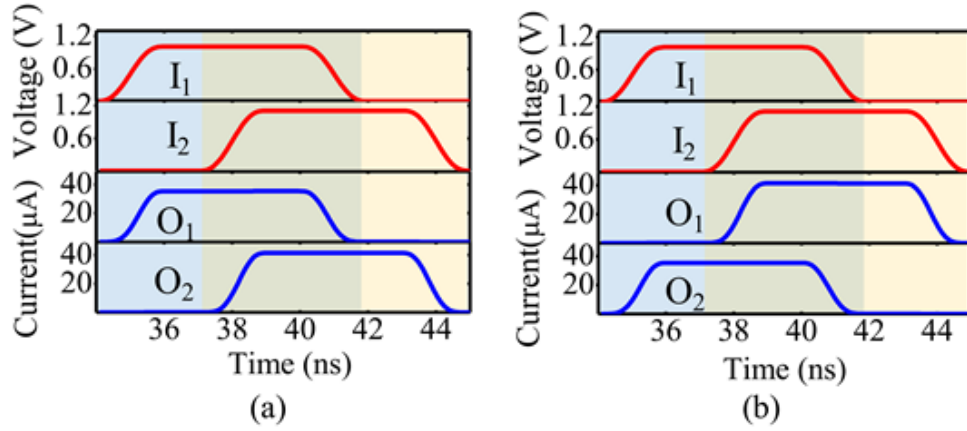 Voltage (V)
1.2
0.6
I1
1.2
0.6
I2
Current(μA)
40
20
O1
40
20
O2
36 38 40 42 44
Time (ns)
(a)
Voltage (V)
1.2
0.6
I1
1.2
0.6
I2
Current(μA)
40
20
O1
40
20
O2
36 38 40 42 44
Time (ns)
(b)